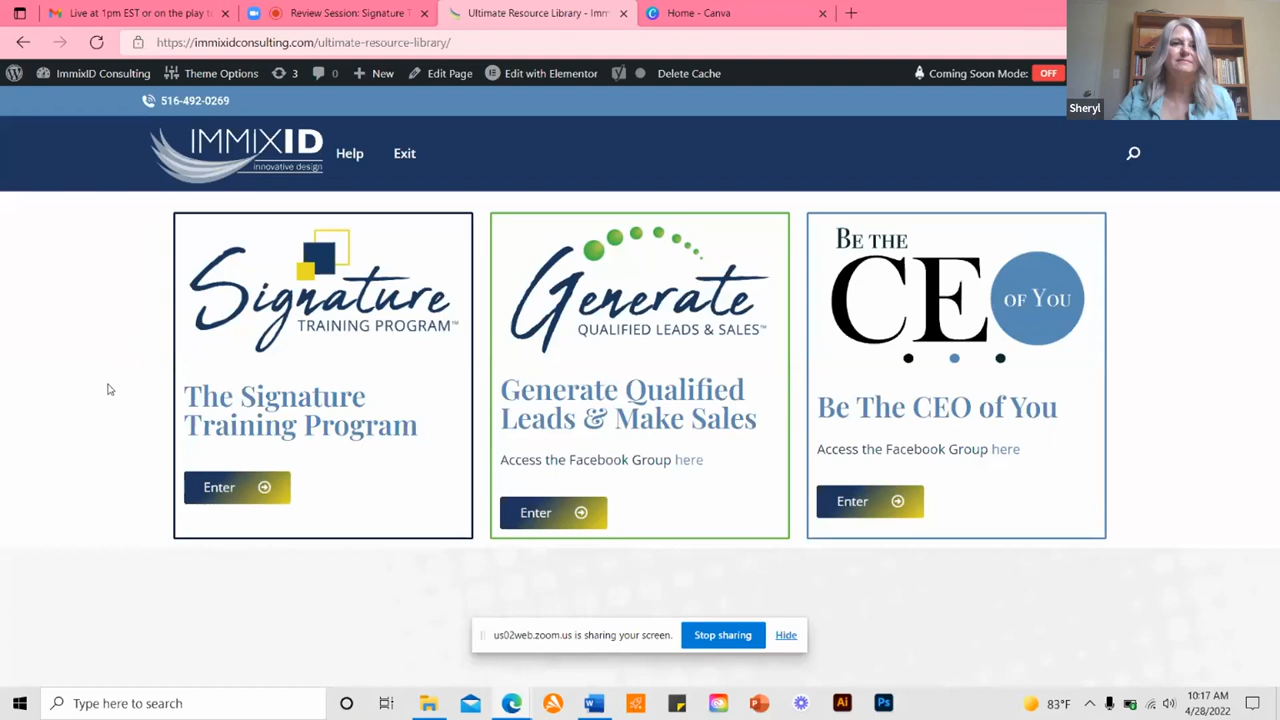 Live at 1pm EST or on the play to
Review Session: Signature T
Ultimate Resource Library - Imm
Home - Canva
https://immixidconsulting.com/ultimate-resource-library/
ImmixID Consulting
Theme Options
3
0
New
Edit Page
Edit with Elementor
Delete Cache
Coming Soon Mode:
OFF
Sheryl
516-492-0269
IMMIXID
innovative design
Help
Exit
Signature
TRAINING PROGRAM™
The Signature
Training Program
Enter
Generate
QUALIFIED LEADS & SALES™
Generate Qualified
Leads & Make Sales
Access the Facebook Group here
Enter
BE THE
CE
OF YOU
Be The CEO of You
Access the Facebook Group here
Enter
us02web.zoom.us is sharing your screen.
Stop sharing
Hide
Type here to search
83°F
10:17 AM
4/28/2022